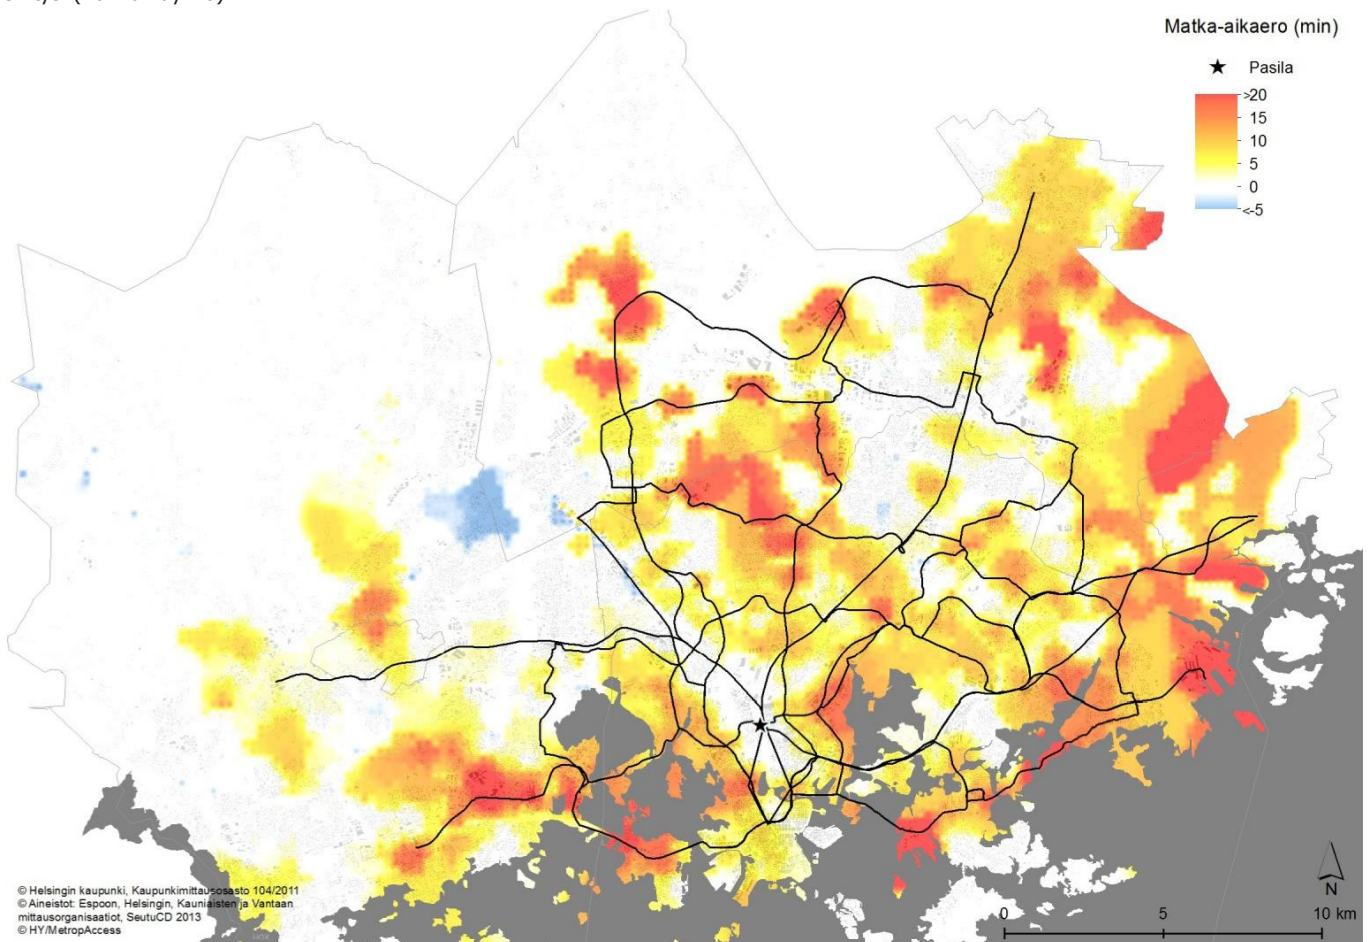 Matka-aikaero (min)
Pasila
>20
15
10
5
0
<-5
© Helsingin kaupunki, Kaupunkimittausosasto 104/2011
© Aineistot: Espoon, Helsingin, Kauniaisten ja Vantaan
mittausorganisaatiot, SeutuCD 2013
© HY/MetropAccess
N
0 5 10 km